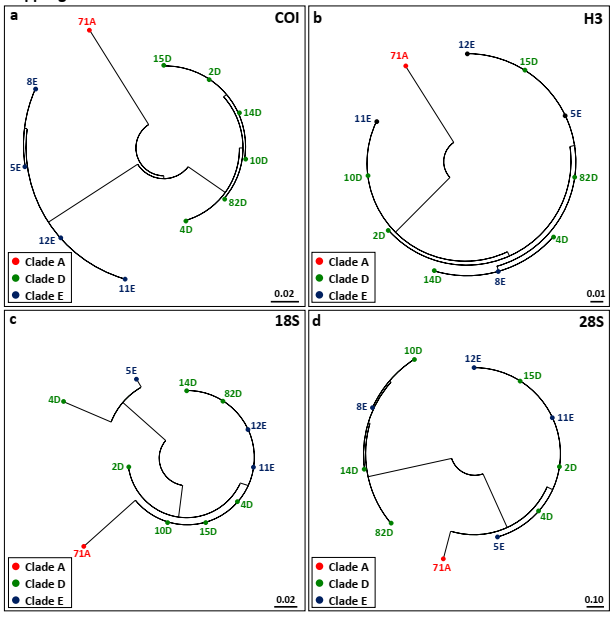 a
COI
71A
15D
2D
8E
14D
10D
5E
82D
4D
12E
11E
Clade A
Clade D
Clade E
0.02
b
H3
12E
71A
15D
5E
11E
10D
82D
2D
4D
14D
8E
Clade A
Clade D
Clade E
0.01
c
18S
5E
14D
82D
4D
12E
2D
11E
4D
10D
15D
71A
Clade A
Clade D
Clade E
0.02
d
28S
10D
12E
15D
8E
11E
14D
2D
4D
82D
5E
71A
Clade A
Clade D
Clade E
0.10